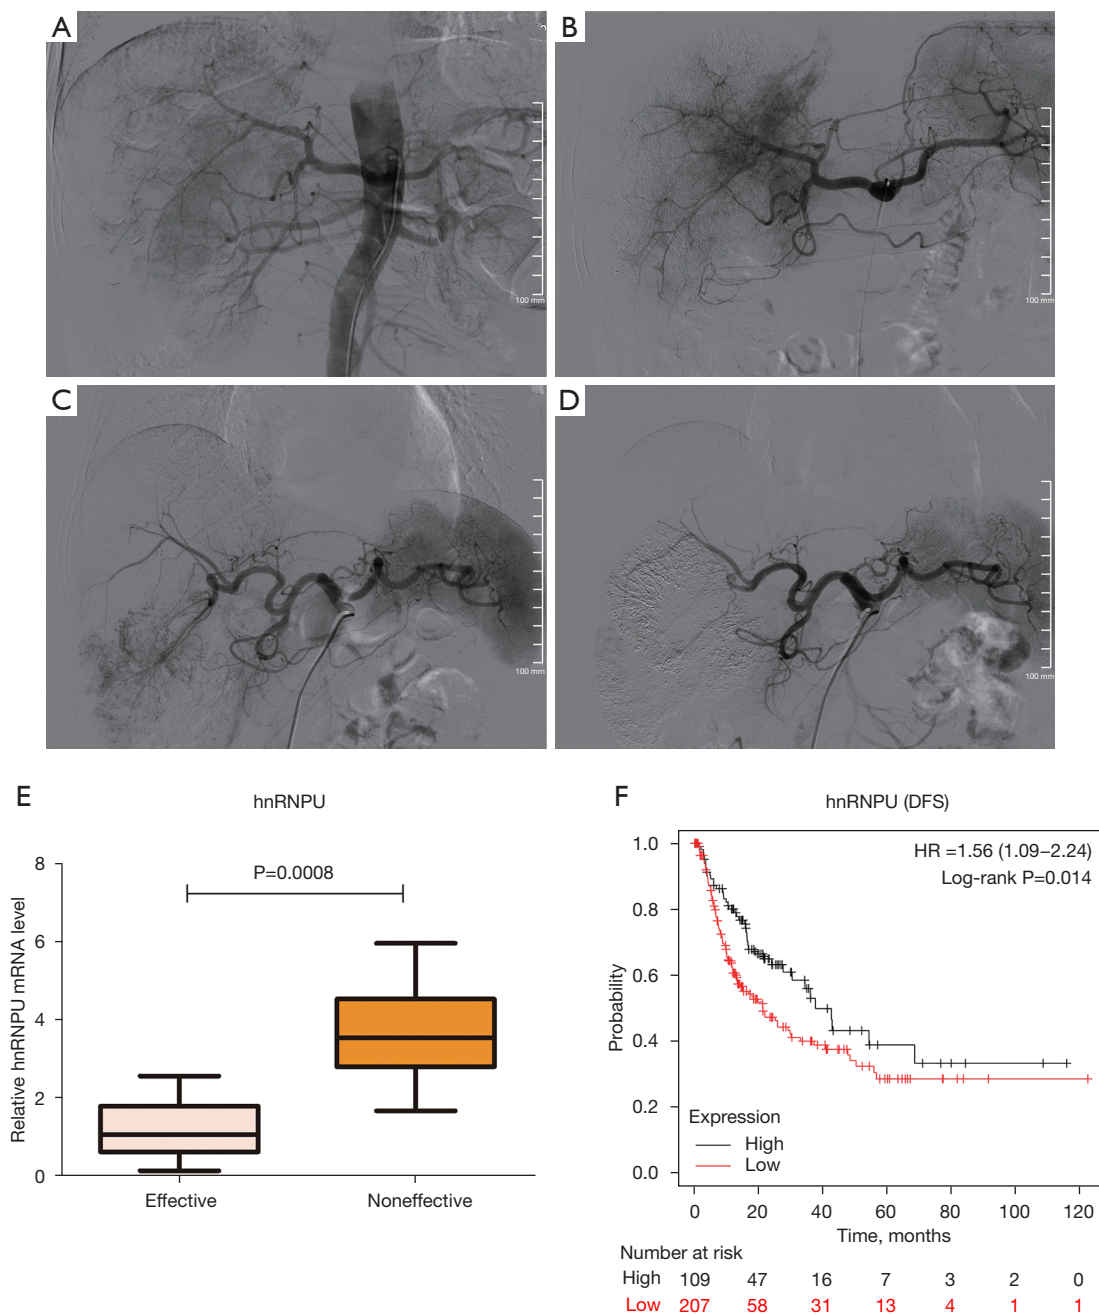 A
B
100 mm
100 mm
C
D
100 mm
100 mm
E
hnRNPU
P=0.0008
Relative hnRNPU mRNA level
8
6
4
2
0
Effective
Noneffective
F
hnRNPU (DFS)
HR =1.56 (1.09–2.24)
Log-rank P=0.014
Probability
1.0
0.8
0.6
0.4
0.2
0.0
Expression
High
Low
0 20 40 60 80 100 120
Time, months
Number at risk
High 109 47 16 7 3 2 0
Low 207 58 31 13 4 1 1